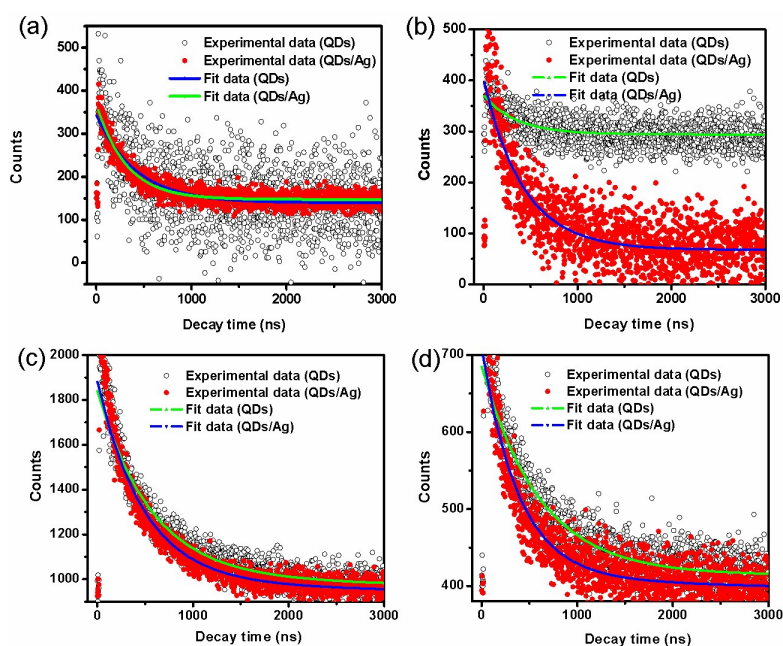 (a)
Experimental data (QDs)
Experimental data (QDs/Ag)
Fit data (QDs)
Fit data (QDs/Ag)
500
400
300
200
100
0
Counts
0 1000 2000 3000
Decay time (ns)
(b)
Experimental data (QDs)
Experimental data (QDs/Ag)
Fit data (QDs)
Fit data (QDs/Ag)
500
400
300
200
100
0
Counts
0 1000 2000 3000
Decay time (ns)
(c)
Experimental data (QDs)
Experimental data (QDs/Ag)
Fit data (QDs)
Fit data (QDs/Ag)
2000
1800
1600
1400
1200
1000
Counts
0 1000 2000 3000
Decay time (ns)
(d)
Experimental data (QDs)
Experimental data (QDs/Ag)
Fit data (QDs)
Fit data (QDs/Ag)
700
600
500
400
Counts
0 1000 2000 3000
Decay time (ns)